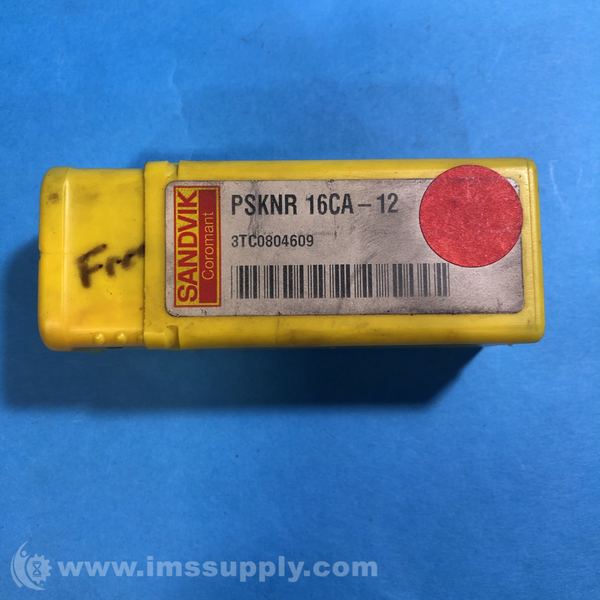 SANDVIK
Coromant
PSKNR 16CA - 12
3TC0804609
www.imssupply.com